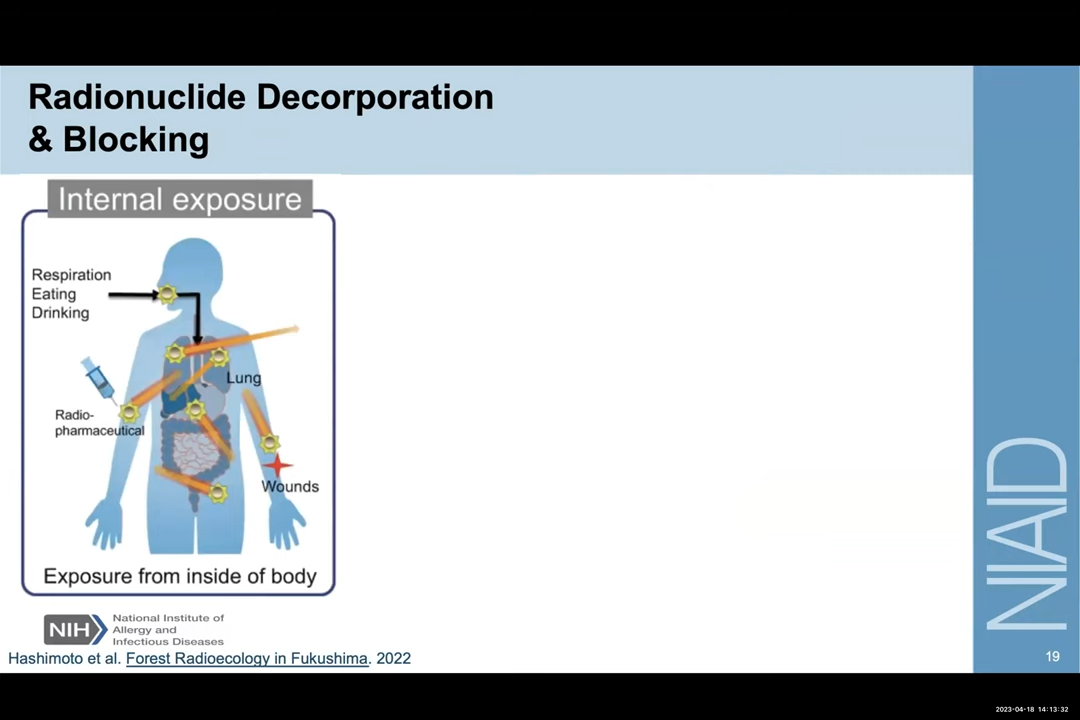 Radionuclide Decorporation
& Blocking
Internal exposure
Respiration
Eating
Drinking
Lung
Radio-
pharmaceutical
Wounds
Exposure from inside of body
NIH
National Institute of
Allergy and
Infectious Diseases
Hashimoto et al. Forest Radioecology in Fukushima. 2022
NIAID
19
2023-04-18 14:13:32